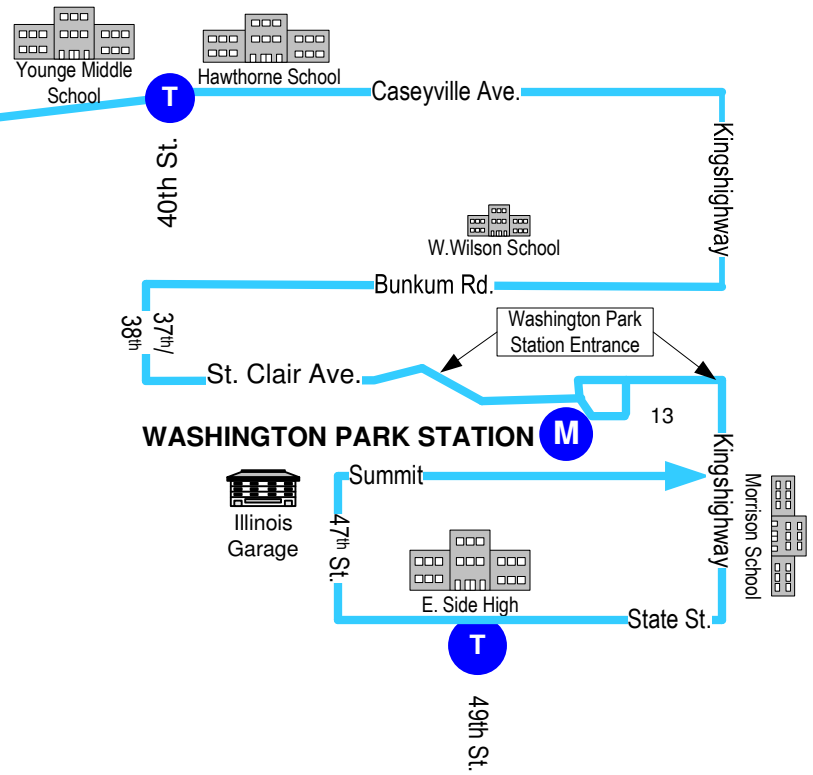 Younge Middle
School
Hawthorne School
T
40th St.
Caseyville Ave.
Kingshighway
W.Wilson School
Bunkum Rd.
37th/
38th
Washington Park
Station Entrance
St. Clair Ave.
13
WASHINGTON PARK STATION
M
Summit
Kingshighway
Morrison School
Illinois
Garage
47th St.
E. Side High
State St.
T
49th St.